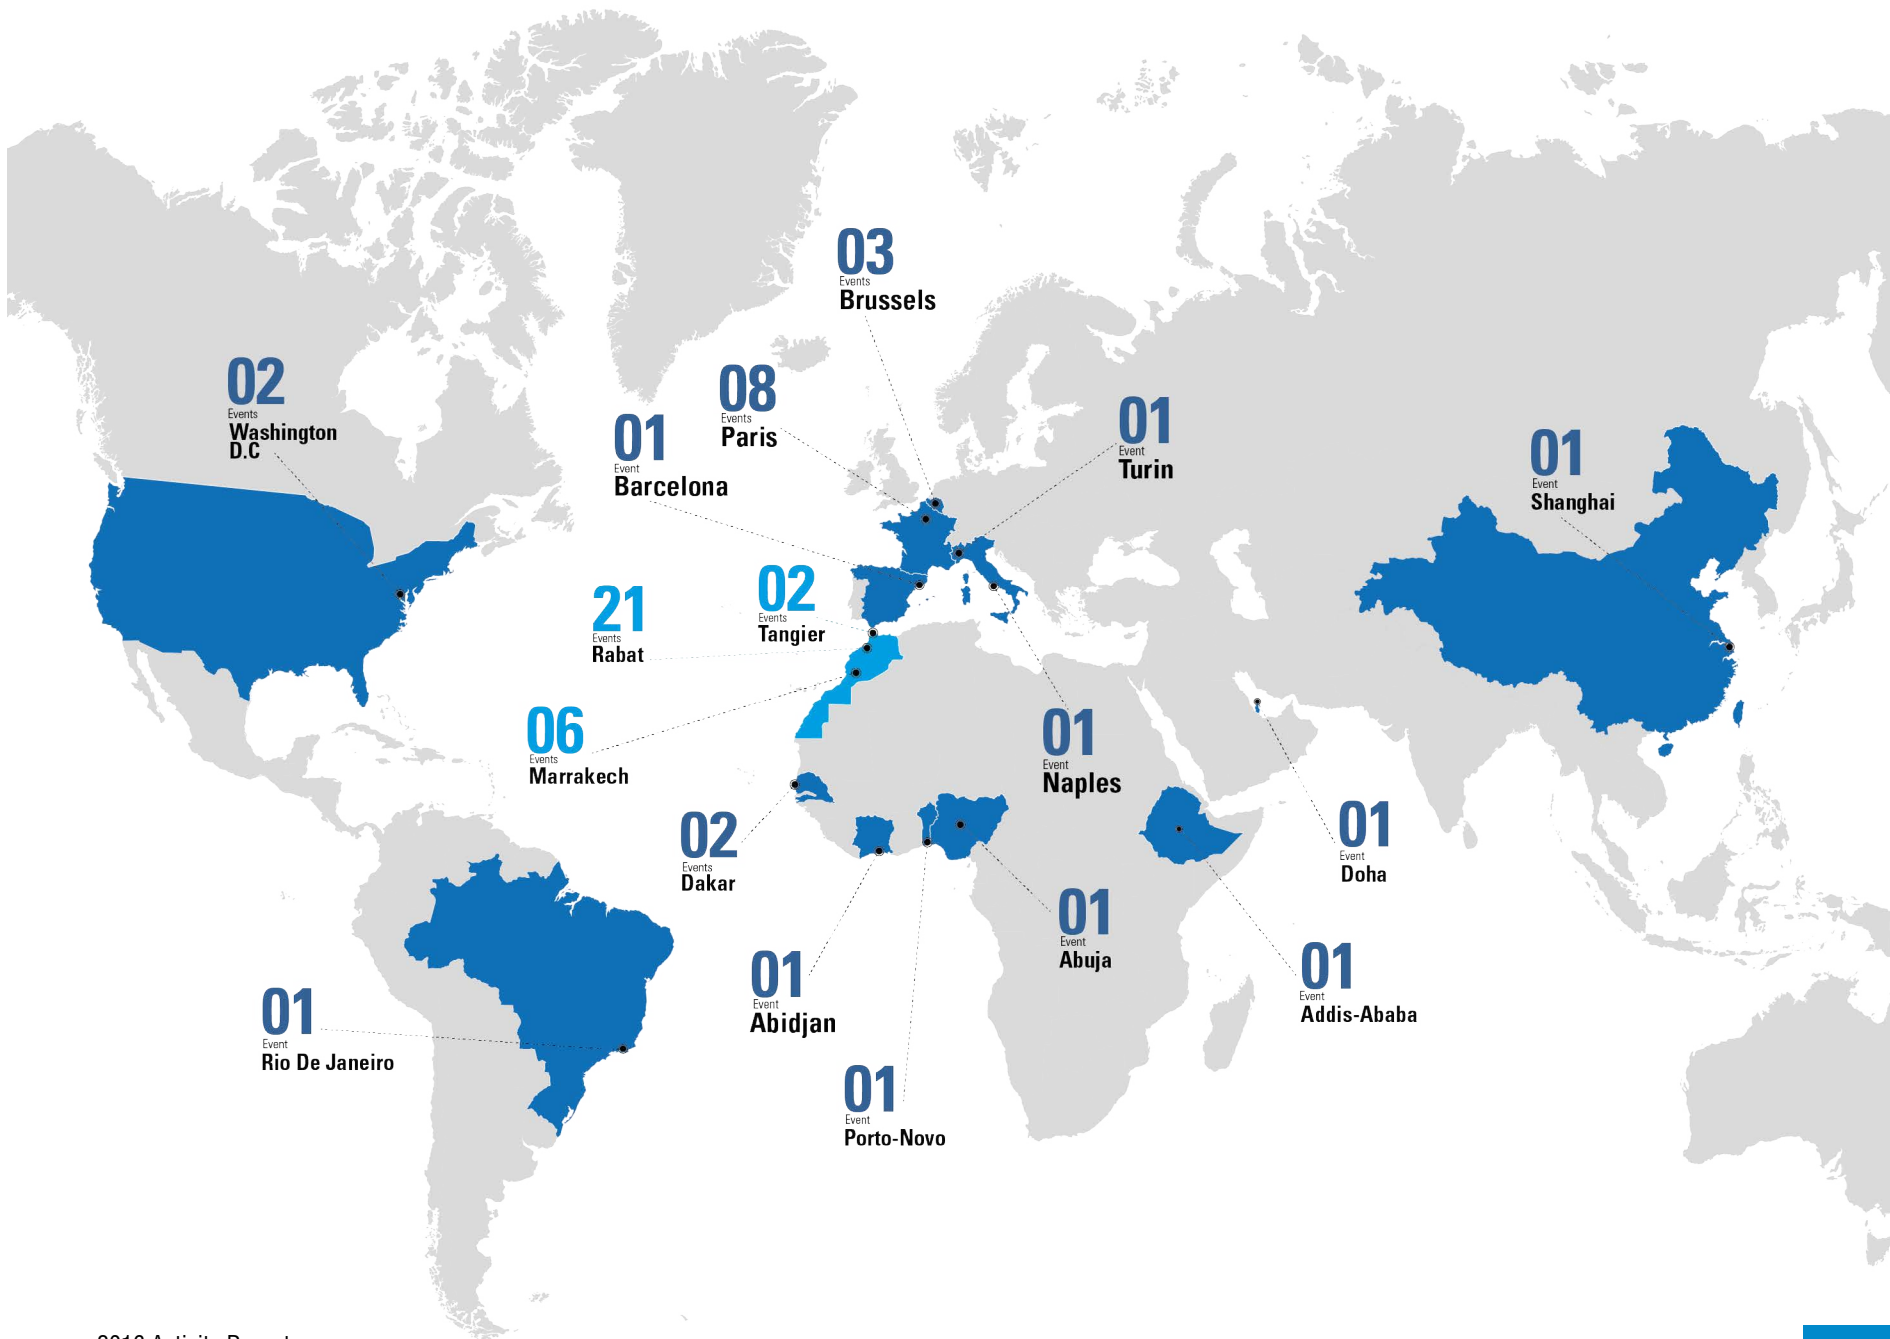 03
Events
Brussels
02
Events
Washington
D.C
08
Events
Paris
01
Event
Barcelona
01
Event
Turin
01
Event
Shanghai
02
Events
Tangier
21
Events
Rabat
06
Events
Marrakech
01
Event
Naples
02
Events
Dakar
01
Event
Doha
01
Event
Abuja
01
Event
Abidjan
01
Event
Addis-Ababa
01
Event
Rio De Janeiro
01
Event
Porto-Novo